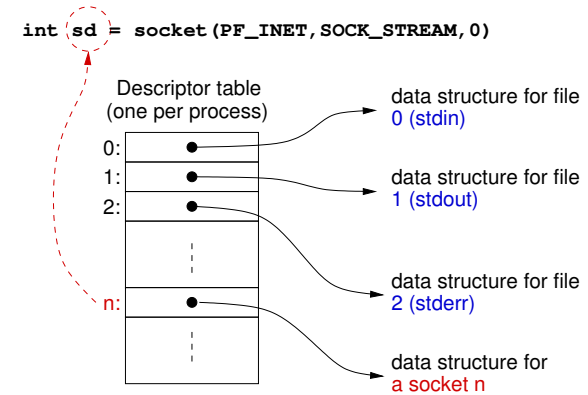 int sd = socket(PF_INET,SOCK_STREAM,0)
Descriptor table
(one per process)
0:
1:
2:
n:
data structure for file
0 (stdin)
data structure for file
1 (stdout)
data structure for file
2 (stderr)
data structure for
a socket n